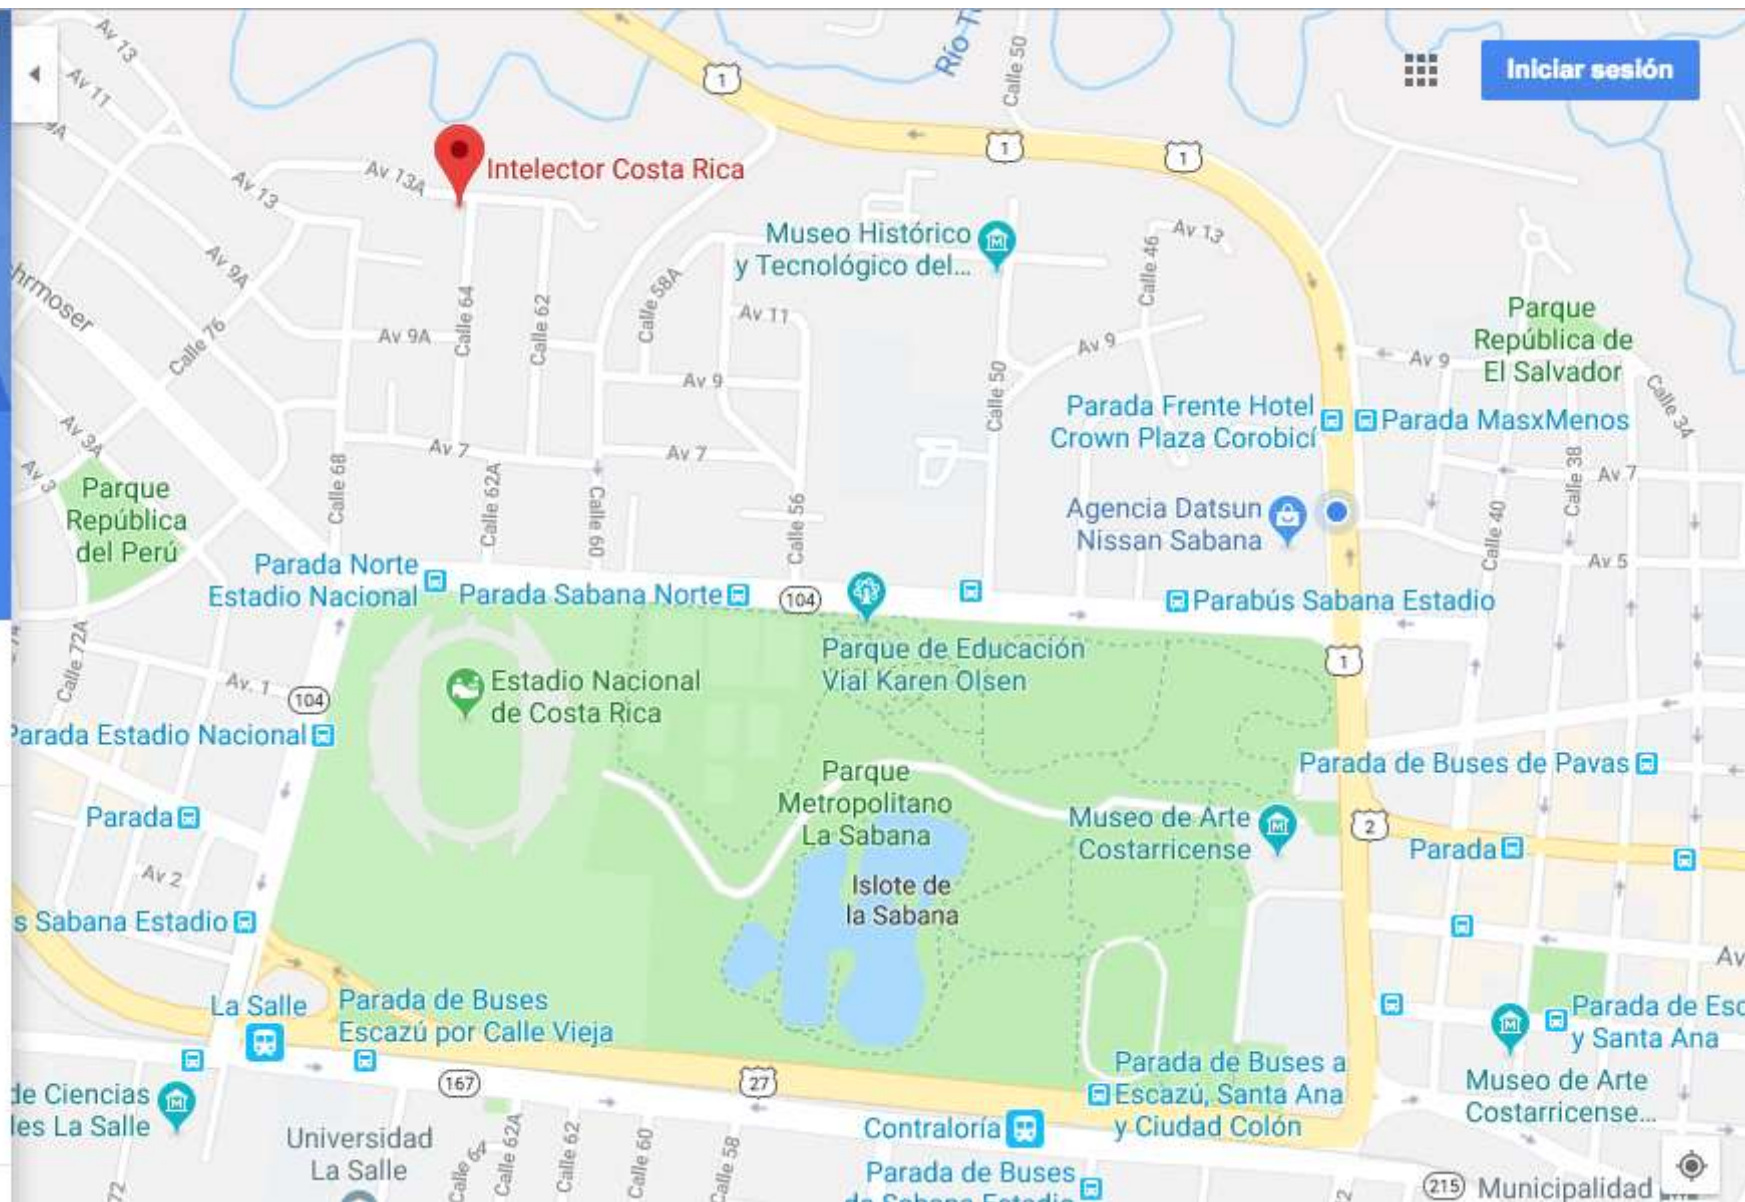 Av 13
Río T
Calle 50
Iniciar sesión
Av 11
1
9A
1
1
Intelector Costa Rica
Av 13A
Av 13
Museo Histórico
y Tecnológico del...
Calle 46
Av 13
Av 9A
hrmoser
Calle 58A
Calle 64
Calle 62
Av 11
Parque
República de
El Salvador
Calle 76
Av 9A
Av 9
Av 9
Av 9
Calle 50
Calle 34
Av 3A
Parada Frente Hotel
Crown Plaza Corobicí
Parada MasxMenos
Av 7
Av 7
Av 7
Av 3
Calle 68
Calle 62A
Calle 60
Calle 56
Calle 40
Calle 38
Parque
República
del Perú
Agencia Datsun
Nissan Sabana
Av 5
Parada Norte
Estadio Nacional
Parada Sabana Norte
104
Parabús Sabana Estadio
Calle 72A
Parque de Educación
Vial Karen Olsen
1
Av. 1
104
Estadio Nacional
de Costa Rica
Parada Estadio Nacional
Parque
Metropolitano
La Sabana
Parada de Buses de Pavas
Parada
Museo de Arte
Costarricense
2
Parada
Av 2
Islote de
la Sabana
s Sabana Estadio
Av
La Salle
Parada de Buses
Escazú por Calle Vieja
Parada de Esc
y Santa Ana
167
27
Parada de Buses a
Escazú, Santa Ana
y Ciudad Colón
Museo de Arte
Costarricense...
de Ciencias
les La Salle
Universidad
La Salle
Contraloría
Calle 64
Calle 62A
Calle 62
Calle 60
Calle 58
72
Parada de Buses
de Sabana Estadio
2
215
Municipalidad